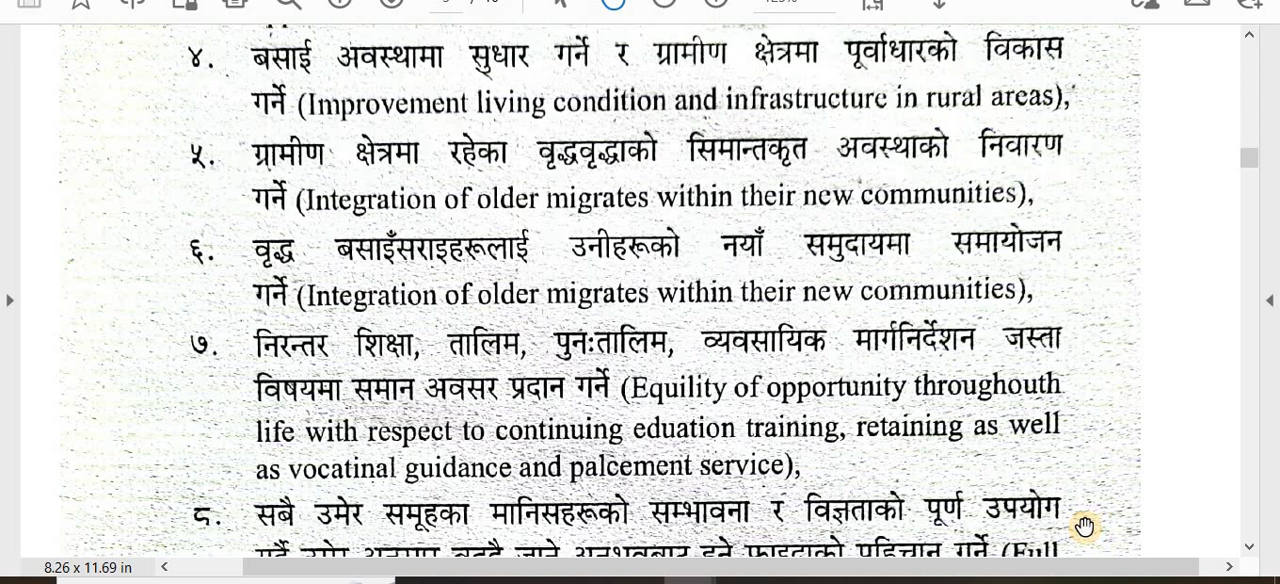 ४. बसाई अवस्थामा सुधार गर्ने र ग्रामीण क्षेत्रमा पूर्वाधारको विकास
गर्ने (Improvement living condition and infrastructure in rural areas),
५. ग्रामीण क्षेत्रमा रहेका वृद्धवृद्धाको सिमान्तकृत अवस्थाको निवारण
गर्ने (Integration of older migrates within their new communities),
६. वृद्ध बसाइँसराइहरूलाई उनीहरूको नयाँ समुदायमा समायोजन
गर्ने (Integration of older migrates within their new communities),
७. निरन्तर शिक्षा, तालिम, पुनःतालिम, व्यवसायिक मार्गनिर्देशन जस्ता
विषयमा समान अवसर प्रदान गर्ने (Equility of opportunity throughouth
life with respect to continuing eduation training, retaining as well
as vocatinal guidance and palcement service),
८. सबै उमेर समूहका मानिसहरूको सम्भावना र विज्ञताको पूर्ण उपयोग
(Full
8.26 x 11.69 in